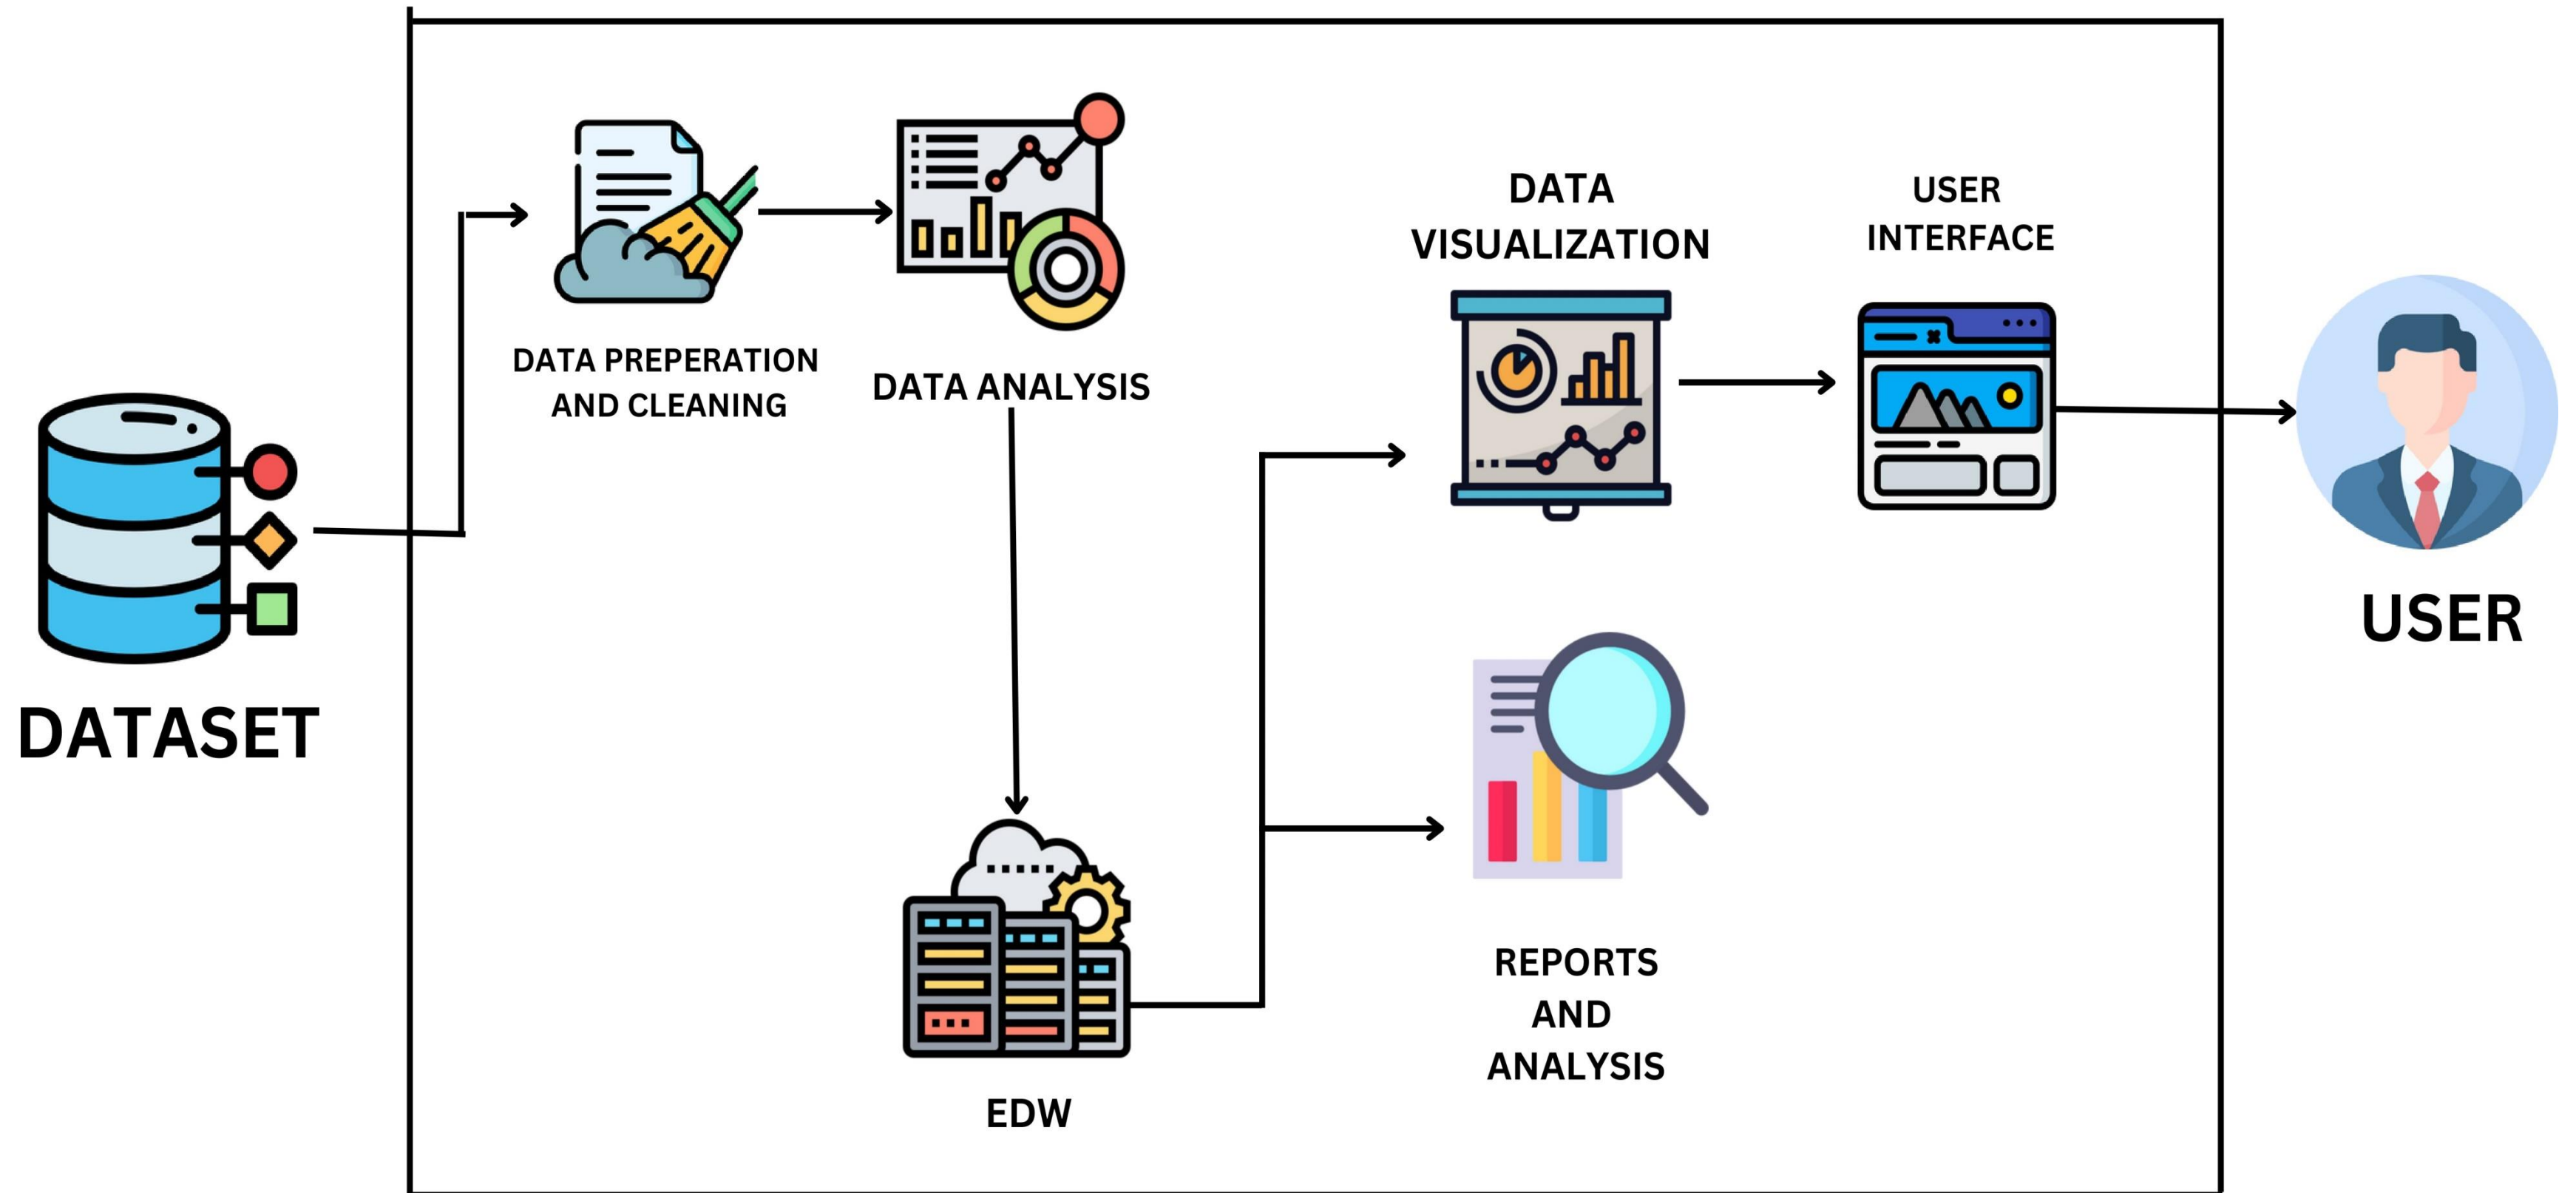 DATASET
DATA PREPERATION
AND CLEANING
DATA ANALYSIS
EDW
DATA
VISUALIZATION
REPORTS
AND
ANALYSIS
USER
INTERFACE
USER